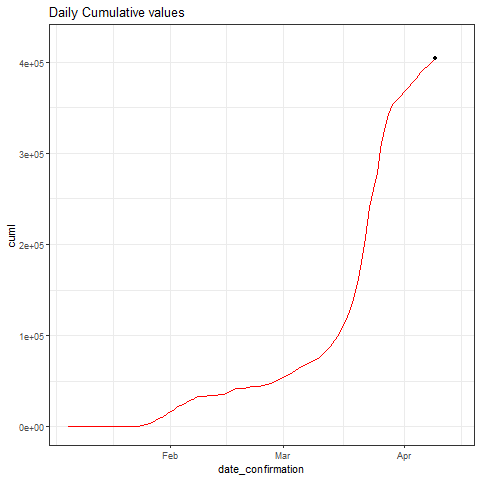 Daily Cumulative values
4e+05
3e+05
2e+05
1e+05
0e+00
cuml
Feb
Mar
Apr
date_confirmation